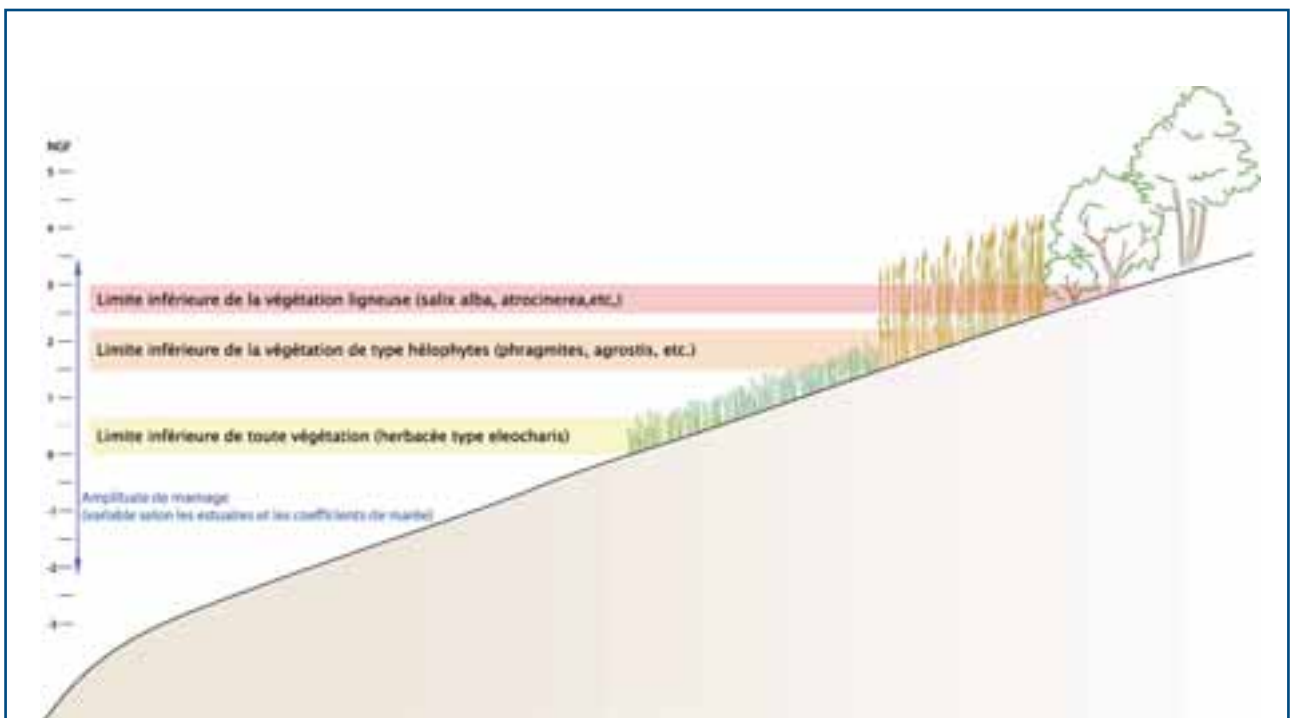 NGF
5
4
3
Limite inférieure de la végétation ligneuse (salix alba, atrocinerea,etc,)
2
Limite inférieure de la végétation de type hélophytes (phragmites, agrostis, etc.)
1
Limite inférieure de toute végétation (herbacée type eleocharis)
0
Amplitude de marnage
-1
(variable selon les estuaires et les coefficients de marée)
-2
-3